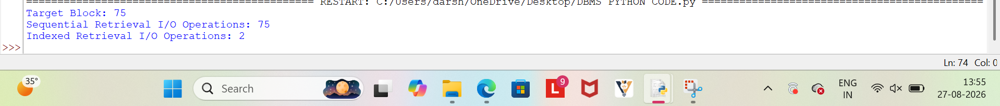 ============================================== RESTART: C:/Users/darsh/OneDrive/Desktop/DBMS PYTHON CODE.py =============================================
Target Block: 75
Sequential Retrieval I/O Operations: 75
Indexed Retrieval I/O Operations: 2
>>>
Ln: 74 Col: 0
35°
Search
L
9
ENG
IN
13:55
27-08-2026